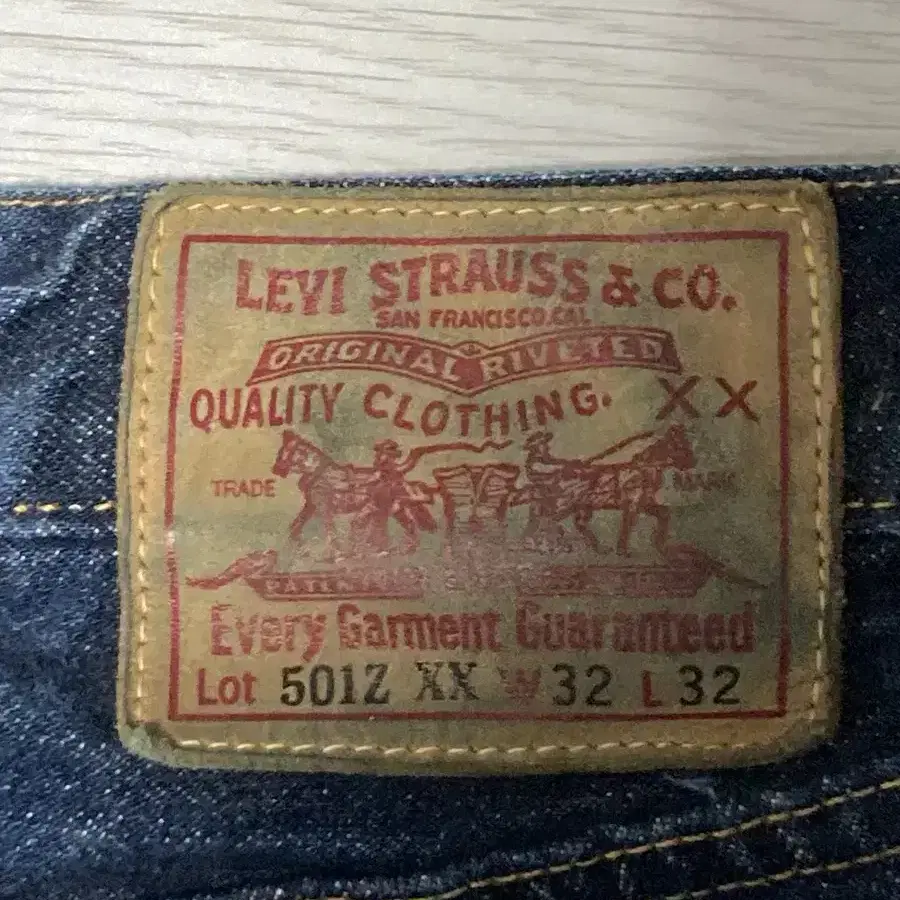 LEVI STRAUSS & CO.
SAN FRANCISCO.CAL
ORIGINAL RIVETED
QUALITY CLOTHING. XX
TRADE MARK
Every Garment Guaranteed
Lot 501Z XX W 32 L 32